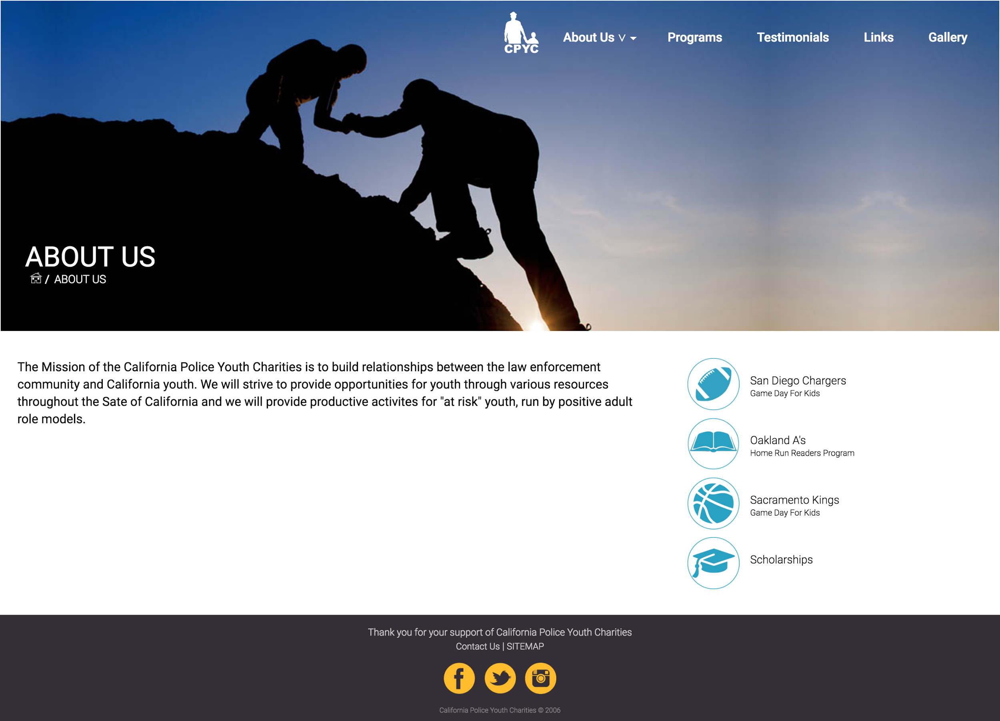 CPYC
About Us V
Programs
Testimonials
Links
Gallery
ABOUT US
/ ABOUT US
The Mission of the California Police Youth Charities is to build relationships between the law enforcement
community and California youth. We will strive to provide opportunities for youth through various resources
throughout the Sate of California and we will provide productive activites for "at risk" youth, run by positive adult
role models.
San Diego Chargers
Game Day For Kids
Oakland A's
Home Run Readers Program
Sacramento Kings
Game Day For Kids
Scholarships
Thank you for your support of California Police Youth Charities
Contact Us | SITEMAP
California Police Youth Charities © 2006